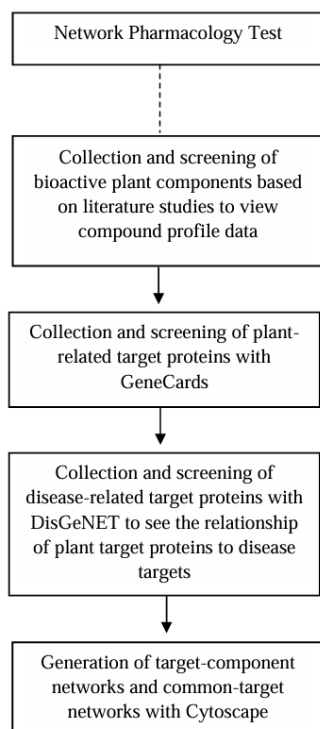 Network Pharmacology Test
Collection and screening of
bioactive plant components based
on literature studies to view
compound profile data
Collection and screening of plant-
related target proteins with
GeneCards
Collection and screening of
disease-related target proteins with
DisGeNET to see the relationship
of plant target proteins to disease
targets
Generation of target-component
networks and common-target
networks with Cytoscape